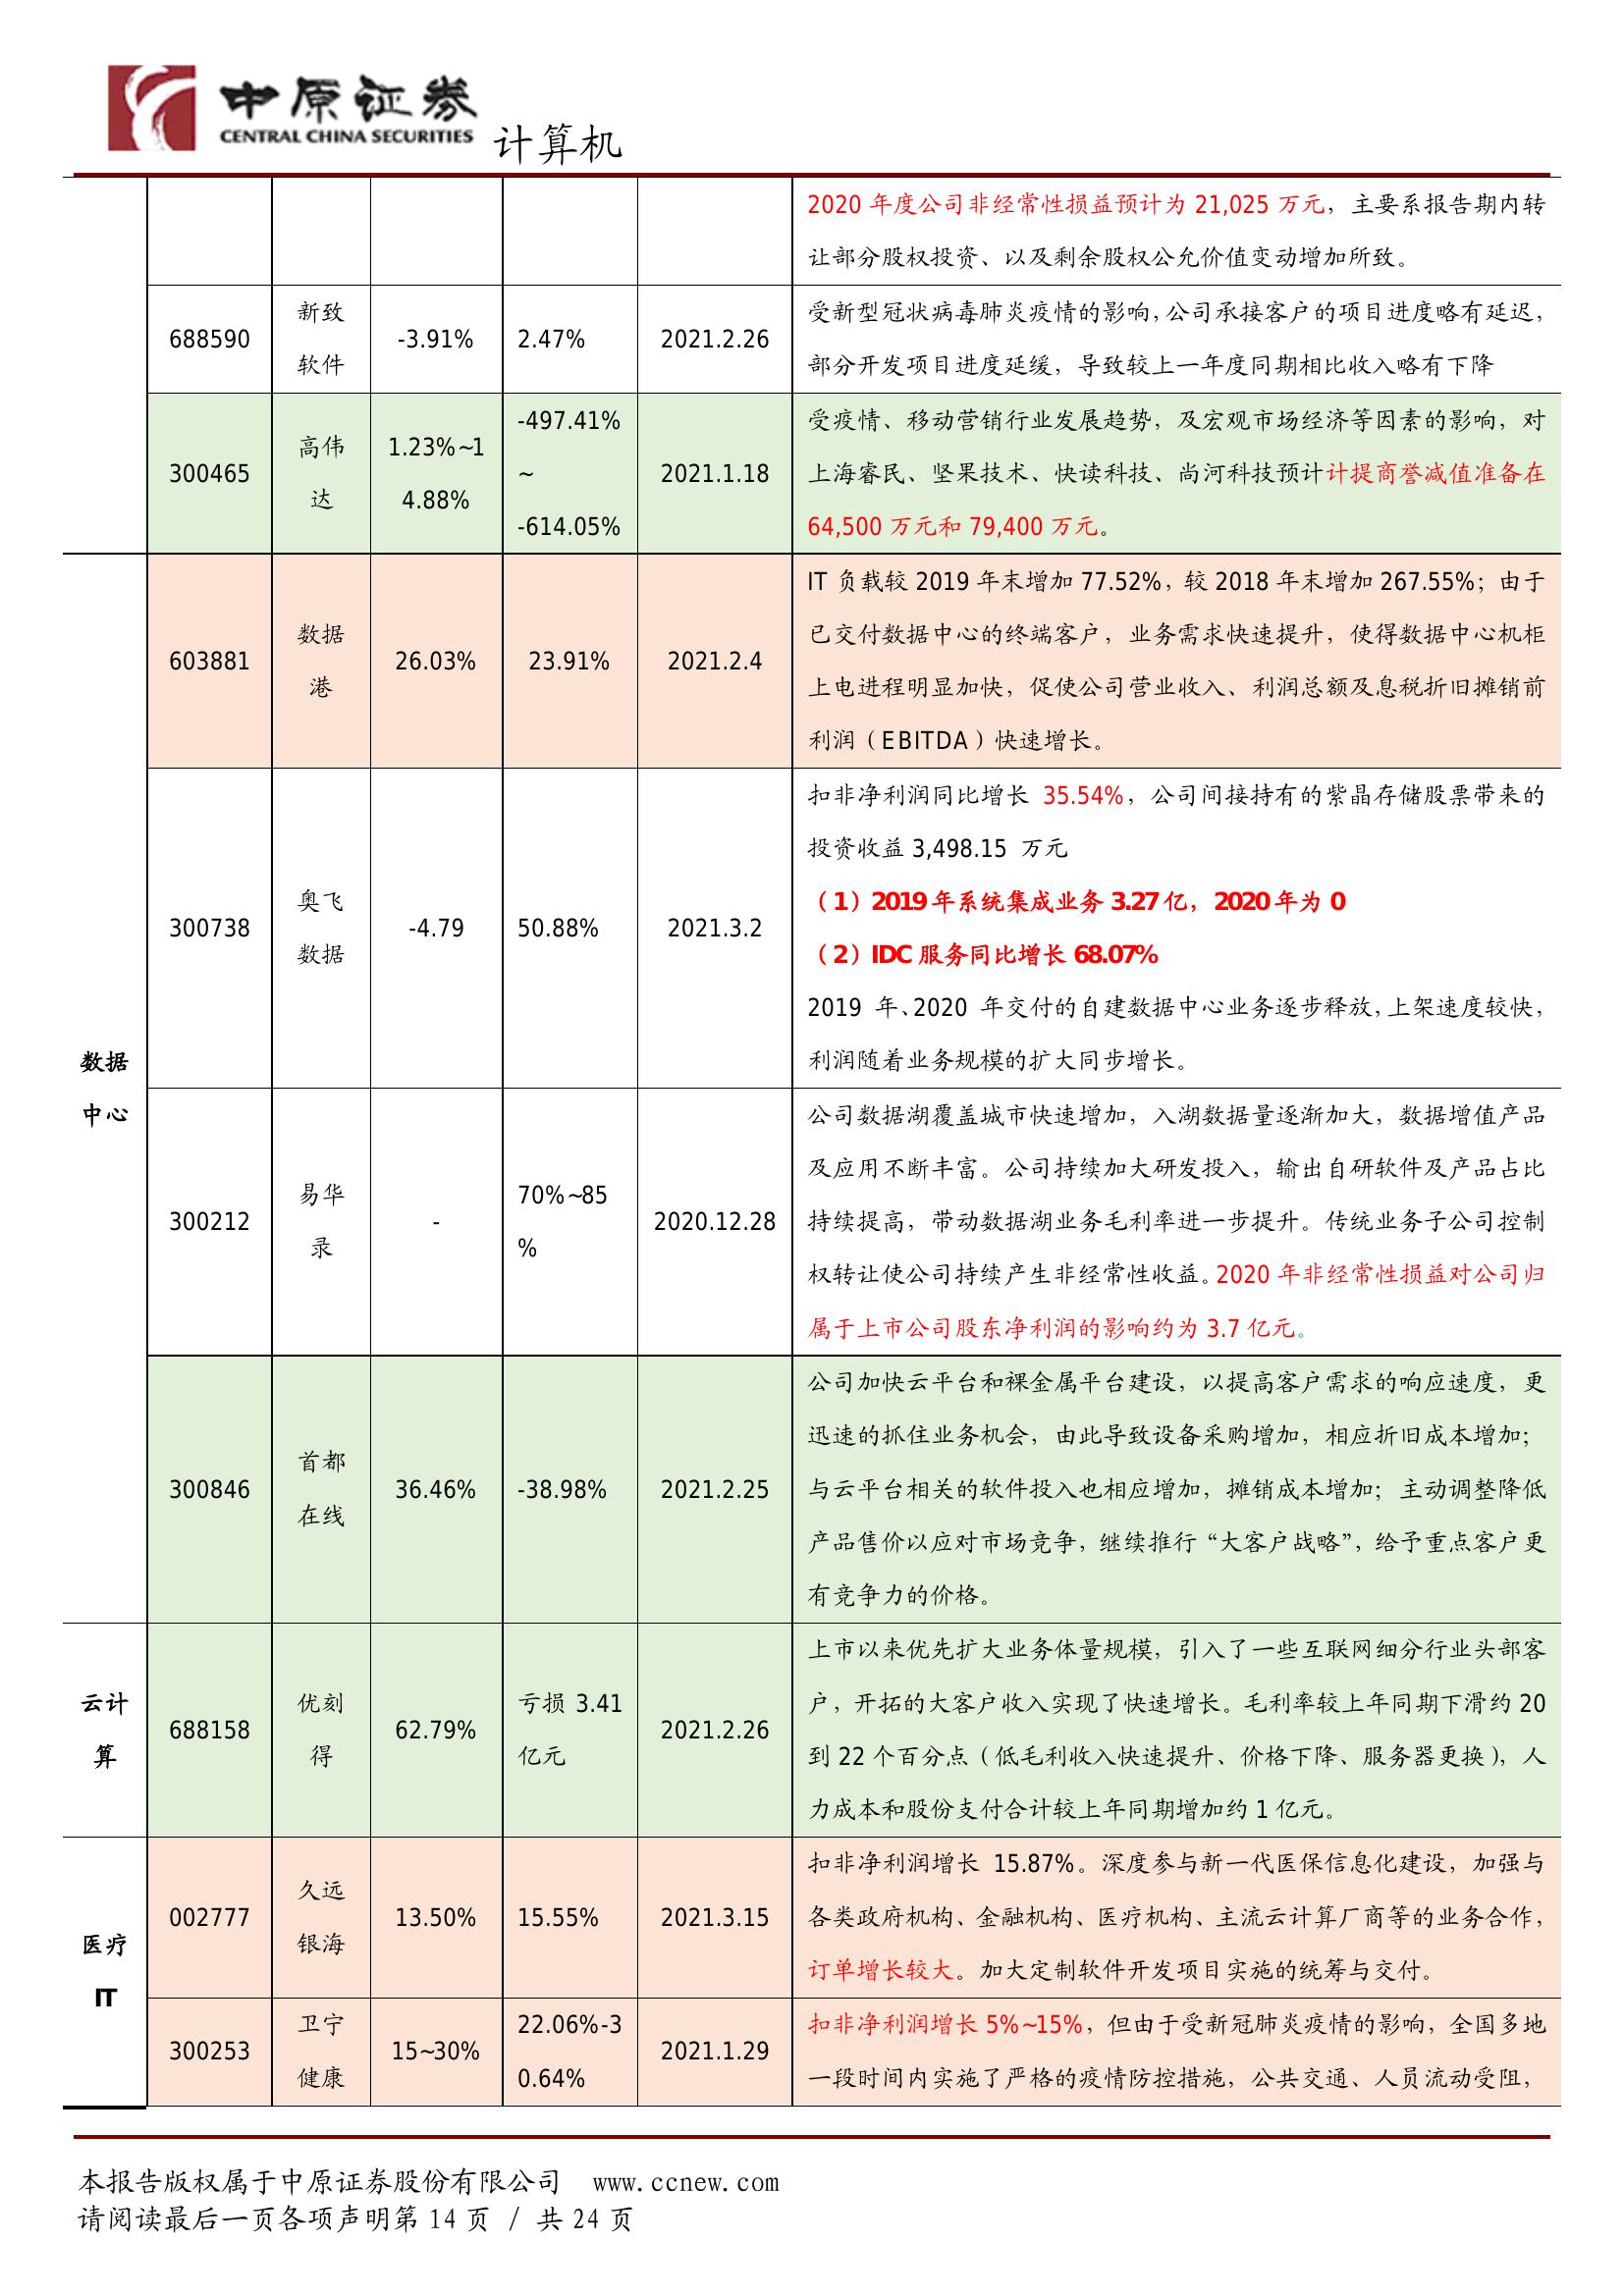 中原证券
CENTRAL CHINA SECURITIES
计算机
2020 年度公司非经常性损益预计为 21,025 万元，主要系报告期内转
让部分股权投资、以及剩余股权公允价值变动增加所致。
688590
新致
软件
-3.91%
2.47%
2021.2.26
受新型冠状病毒肺炎疫情的影响，公司承接客户的项目进度略有延迟，
部分开发项目进度延缓，导致较上一年度同期相比收入略有下降
300465
高伟
达
1.23%~1
4.88%
-497.41%
~
-614.05%
2021.1.18
受疫情、移动营销行业发展趋势，及宏观市场经济等因素的影响，对
上海睿民、坚果技术、快读科技、尚河科技预计计提商誉减值准备在
64,500 万元和 79,400 万元。
数据
中心
603881
数据
港
26.03%
23.91%
2021.2.4
IT 负载较 2019 年末增加 77.52%，较 2018 年末增加 267.55%；由于
已交付数据中心的终端客户，业务需求快速提升，使得数据中心机柜
上电进程明显加快，促使公司营业收入、利润总额及息税折旧摊销前
利润（EBITDA）快速增长。
300738
奥飞
数据
-4.79
50.88%
2021.3.2
扣非净利润同比增长 35.54%，公司间接持有的紫晶存储股票带来的
投资收益 3,498.15 万元
（1）2019 年系统集成业务 3.27 亿，2020 年为 0
（2）IDC 服务同比增长 68.07%
2019 年、2020 年交付的自建数据中心业务逐步释放，上架速度较快，
利润随着业务规模的扩大同步增长。
300212
易华
录
-
70%~85
%
2020.12.28
公司数据湖覆盖城市快速增加，入湖数据量逐渐加大，数据增值产品
及应用不断丰富。公司持续加大研发投入，输出自研软件及产品占比
持续提高，带动数据湖业务毛利率进一步提升。传统业务子公司控制
权转让使公司持续产生非经常性收益。2020 年非经常性损益对公司归
属于上市公司股东净利润的影响约为 3.7 亿元。
300846
首都
在线
36.46%
-38.98%
2021.2.25
公司加快云平台和裸金属平台建设，以提高客户需求的响应速度，更
迅速的抓住业务机会，由此导致设备采购增加，相应折旧成本增加；
与云平台相关的软件投入也相应增加，摊销成本增加；主动调整降低
产品售价以应对市场竞争，继续推行“大客户战略”，给予重点客户更
有竞争力的价格。
云计
算
688158
优刻
得
62.79%
亏损 3.41
亿元
2021.2.26
上市以来优先扩大业务体量规模，引入了一些互联网细分行业头部客
户，开拓的大客户收入实现了快速增长。毛利率较上年同期下滑约 20
到 22 个百分点（低毛利收入快速提升、价格下降、服务器更换），人
力成本和股份支付合计较上年同期增加约 1 亿元。
医疗
IT
002777
久远
银海
13.50%
15.55%
2021.3.15
扣非净利润增长 15.87%。深度参与新一代医保信息化建设，加强与
各类政府机构、金融机构、医疗机构、主流云计算厂商等的业务合作，
订单增长较大。加大定制软件开发项目实施的统筹与交付。
300253
卫宁
健康
15~30%
22.06%-3
0.64%
2021.1.29
扣非净利润增长 5%~15%，但由于受新冠肺炎疫情的影响，全国多地
一段时间内实施了严格的疫情防控措施，公共交通、人员流动受阻，
本报告版权属于中原证券股份有限公司 www.ccnew.com
请阅读最后一页各项声明第 14 页 / 共 24 页